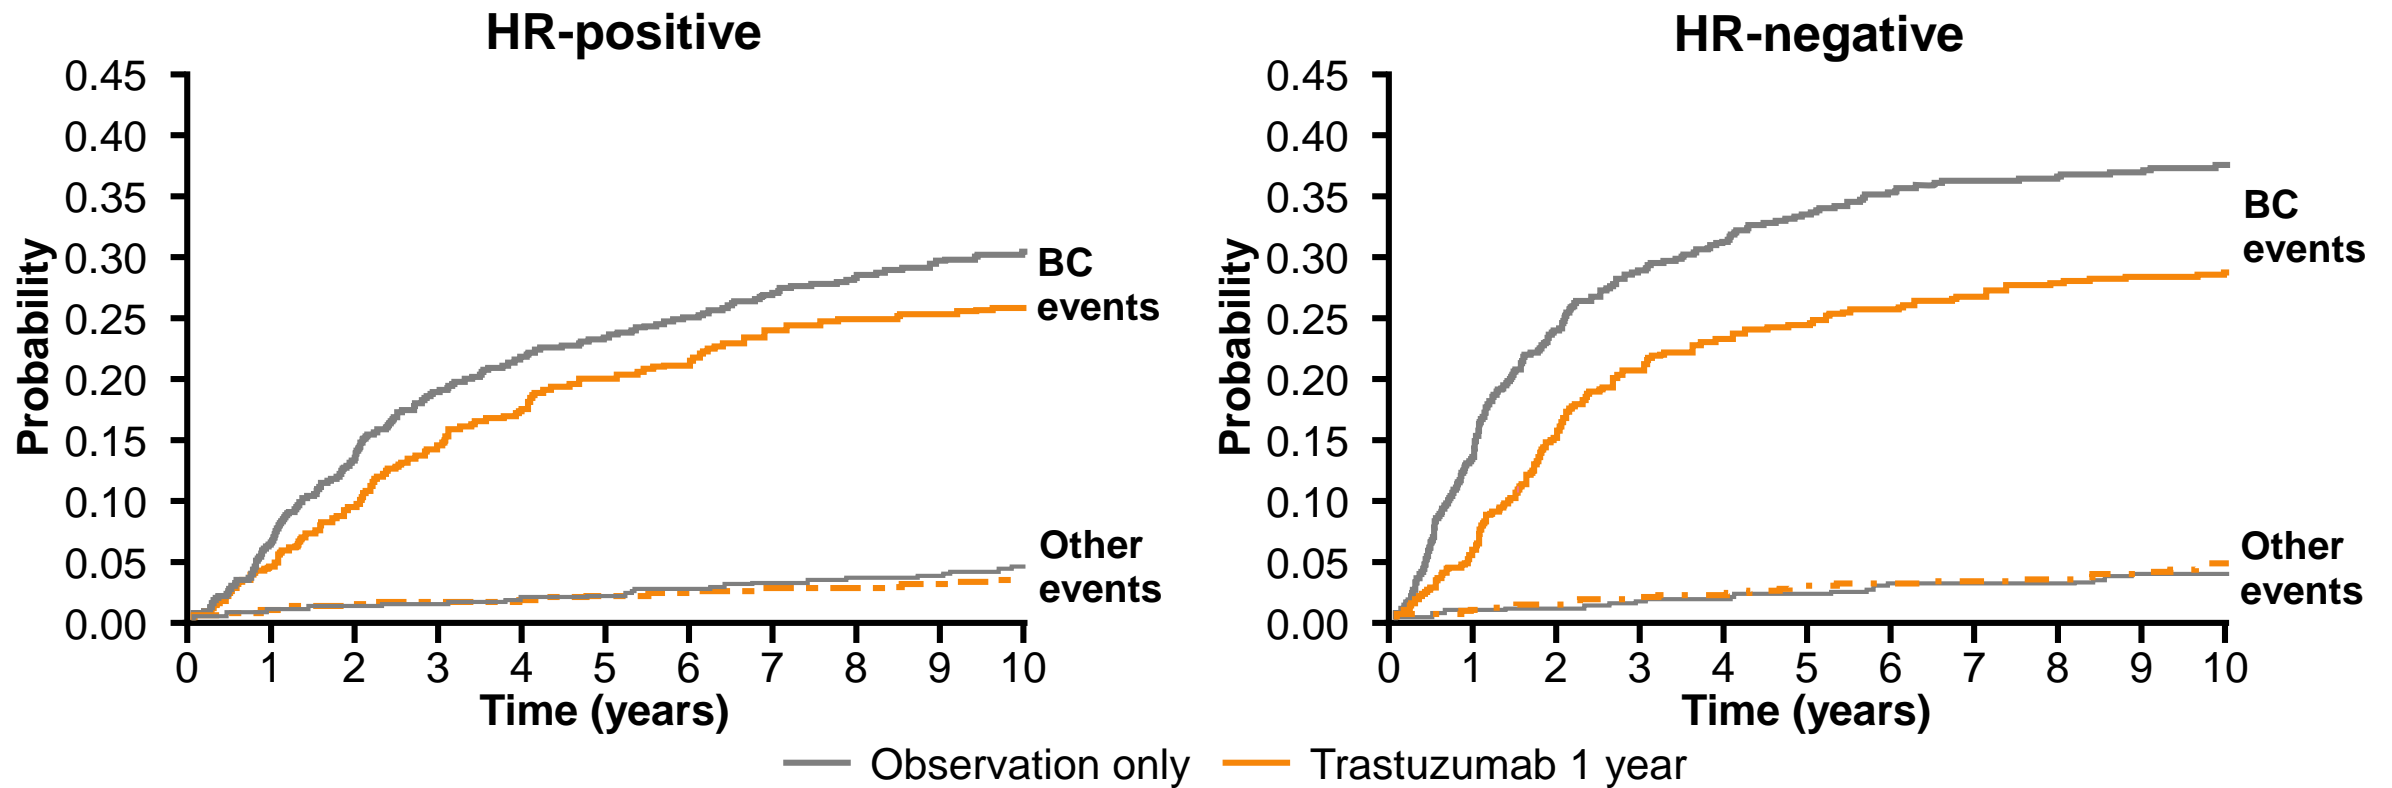 HR-positive
0.45
0.40
0.35
0.30
0.25
0.20
0.15
0.10
0.05
0.00
Probability
0 1 2 3 4 5 6 7 8 9 10
Time (years)
BC
events
Other
events
HR-negative
0.45
0.40
0.35
0.30
0.25
0.20
0.15
0.10
0.05
0.00
Probability
0 1 2 3 4 5 6 7 8 9 10
Time (years)
BC
events
Other
events
Observation only Trastuzumab 1 year